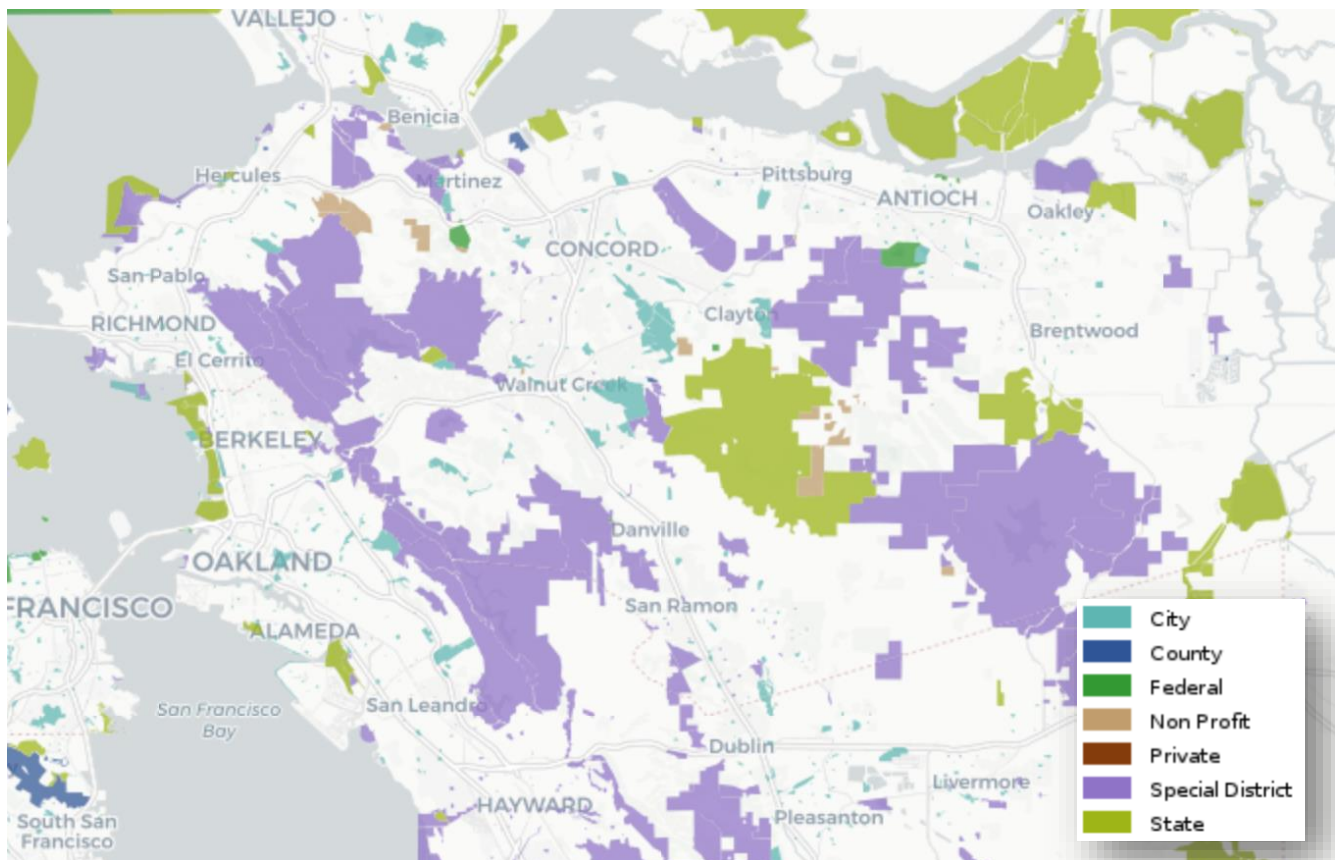 VALLEJO
Benicia
Hercules
Martinez
Pittsburg
ANTIOCH
Oakley
CONCORD
San Pablo
Clayton
RICHMOND
Brentwood
El Cerrito
Walnut Creek
BERKELEY
Danville
OAKLAND
FRANCISCO
San Ramon
ALAMEDA
San Leandro
San Francisco
Bay
Dublin
Livermore
HAYWARD
Pleasanton
South San
Francisco
City
County
Federal
Non Profit
Private
Special District
State